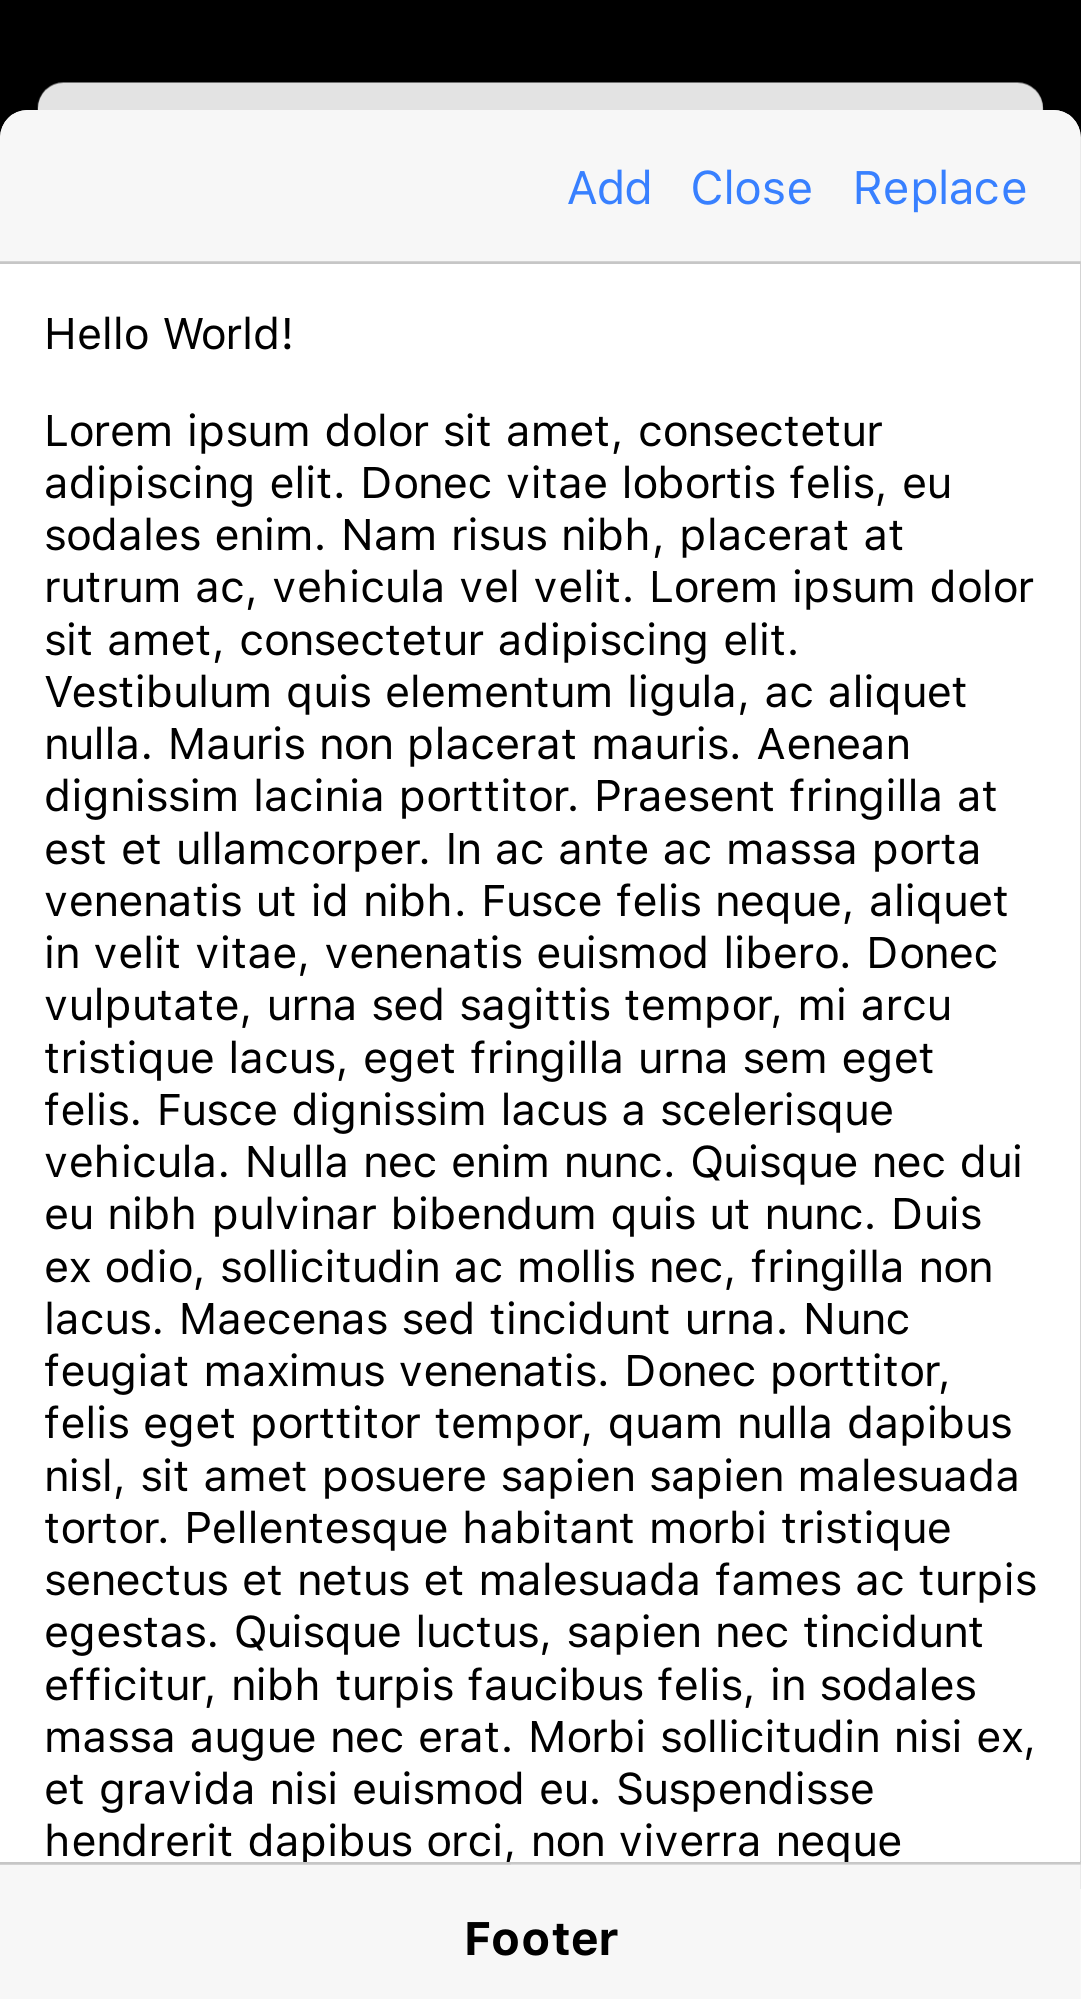 Add Close Replace
Hello World!
Lorem ipsum dolor sit amet, consectetur
adipiscing elit. Donec vitae lobortis felis, eu
sodales enim. Nam risus nibh, placerat at
rutrum ac, vehicula vel velit. Lorem ipsum dolor
sit amet, consectetur adipiscing elit.
Vestibulum quis elementum ligula, ac aliquet
nulla. Mauris non placerat mauris. Aenean
dignissim lacinia porttitor. Praesent fringilla at
est et ullamcorper. In ac ante ac massa porta
venenatis ut id nibh. Fusce felis neque, aliquet
in velit vitae, venenatis euismod libero. Donec
vulputate, urna sed sagittis tempor, mi arcu
tristique lacus, eget fringilla urna sem eget
felis. Fusce dignissim lacus a scelerisque
vehicula. Nulla nec enim nunc. Quisque nec dui
eu nibh pulvinar bibendum quis ut nunc. Duis
ex odio, sollicitudin ac mollis nec, fringilla non
lacus. Maecenas sed tincidunt urna. Nunc
feugiat maximus venenatis. Donec porttitor,
felis eget porttitor tempor, quam nulla dapibus
nisl, sit amet posuere sapien sapien malesuada
tortor. Pellentesque habitant morbi tristique
senectus et netus et malesuada fames ac turpis
egestas. Quisque luctus, sapien nec tincidunt
efficitur, nibh turpis faucibus felis, in sodales
massa augue nec erat. Morbi sollicitudin nisi ex,
et gravida nisi euismod eu. Suspendisse
hendrerit dapibus orci, non viverra neque
Footer